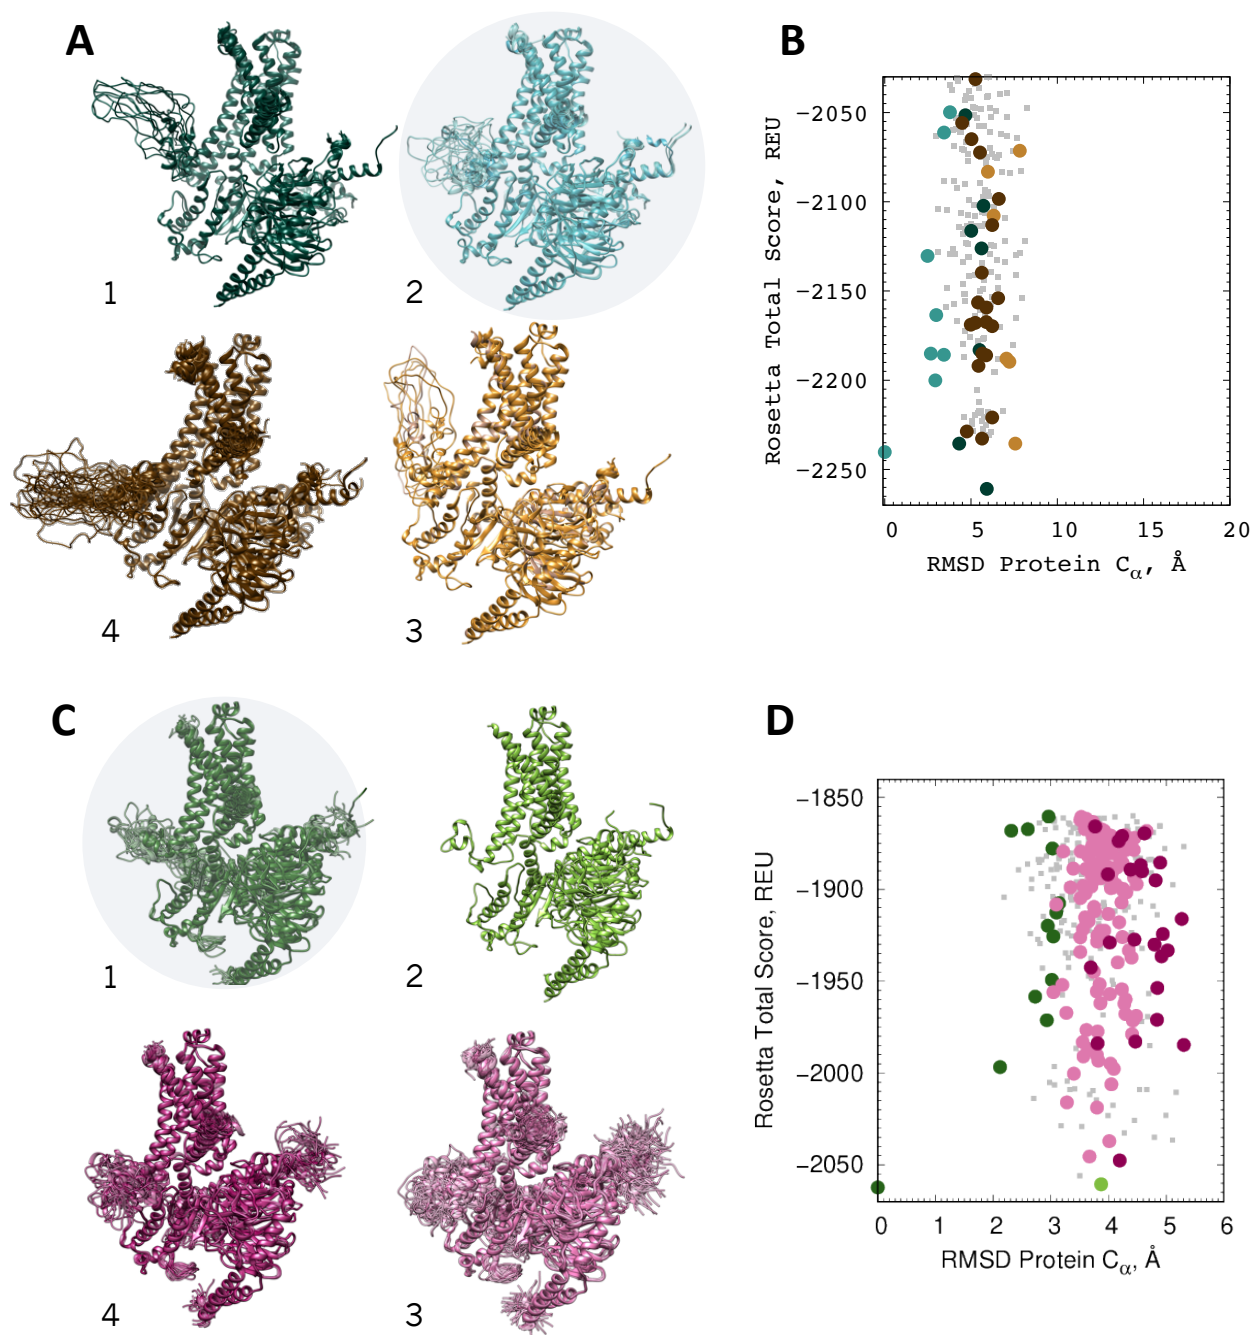 A
B
1
2
4
3
−2050
−2100
−2150
−2200
−2250
Rosetta Total Score, REU
0 5 10 15 20
RMSD Protein Cα, Å
C
D
1
2
4
3
−1850
−1900
−1950
−2000
−2050
Rosetta Total Score, REU
0 1 2 3 4 5 6
RMSD Protein Cα, Å